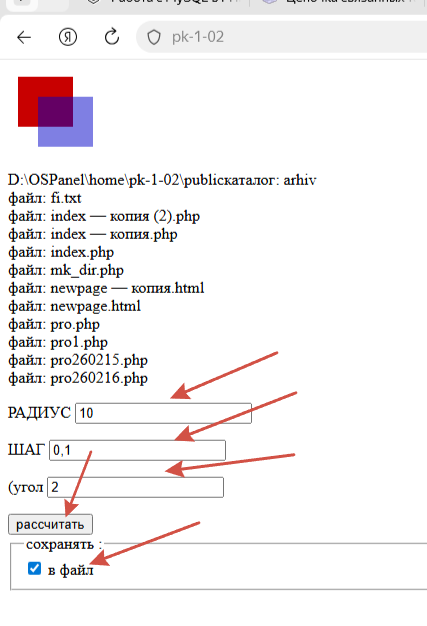 pk-1-02
D:\OSPanel\home\pk-1-02\publicкаталог: arhiv
файл: fi.txt
файл: index — копия (2).php
файл: index — копия.php
файл: index.php
файл: mk_dir.php
файл: newpage — копия.html
файл: newpage.html
файл: pro.php
файл: pro1.php
файл: pro260215.php
файл: pro260216.php
РАДИУС 10
ШАГ 0,1
(угол 2
рассчитать
сохранять :
в файл